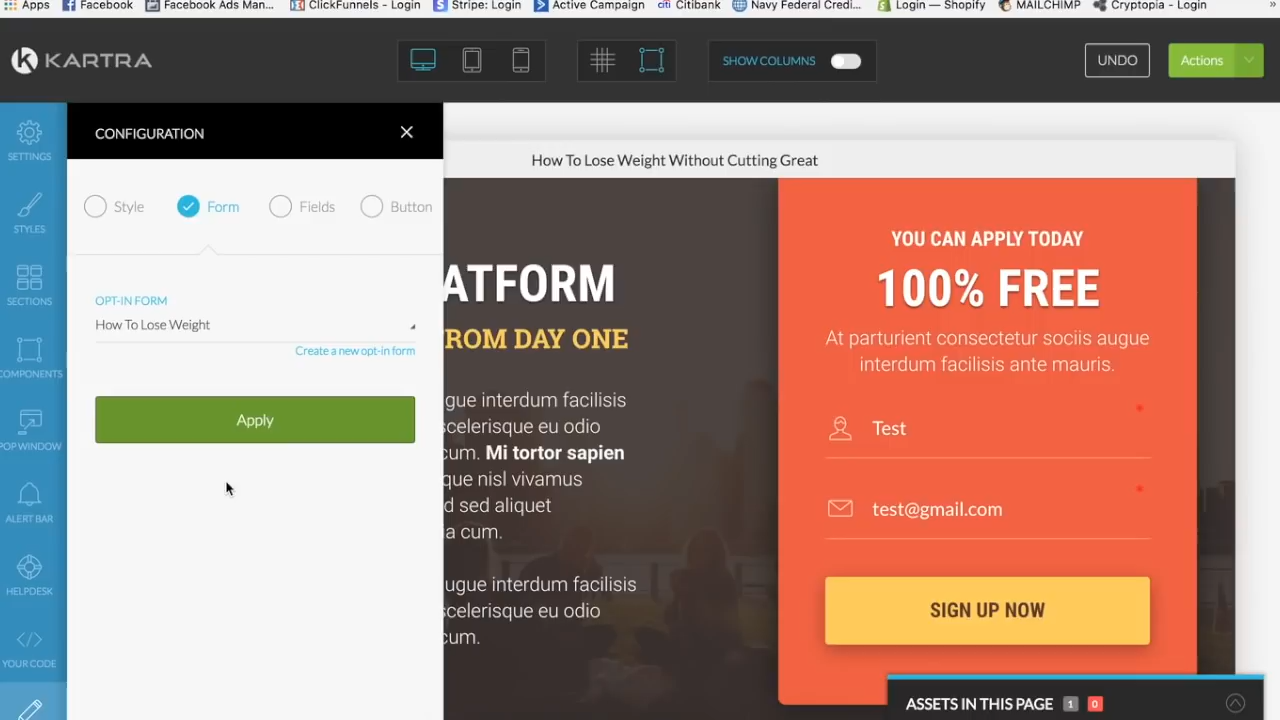 Apps Facebook Facebook Ads Man... ClickFunnels - Login Stripe: Login Active Campaign citi Citibank Navy Federal Credi... Login — Shopify MAILCHIMP Cryptopia - Login »
KARTRA
SHOW COLUMNS
UNDO
Actions
SETTINGS
STYLES
SECTIONS
COMPONENTS
POP WINDOW
ALERT BAR
HELPDESK
YOUR CODE
CONFIGURATION
Style Form Fields Button
OPT-IN FORM
How To Lose Weight
Create a new opt-in form
Apply
How To Lose Weight Without Cutting Great
ATFORM
ROM DAY ONE
gue interdum facilisis
scelerisque eu odio
cum. Mi tortor sapien
que nisl vivamus
d sed aliquet
ia cum.
augue interdum facilisis
scelerisque eu odio
cum.
YOU CAN APPLY TODAY
100% FREE
At parturient consectetur sociis augue
interdum facilisis ante mauris.
Test
test@gmail.com
SIGN UP NOW
ASSETS IN THIS PAGE 1 0